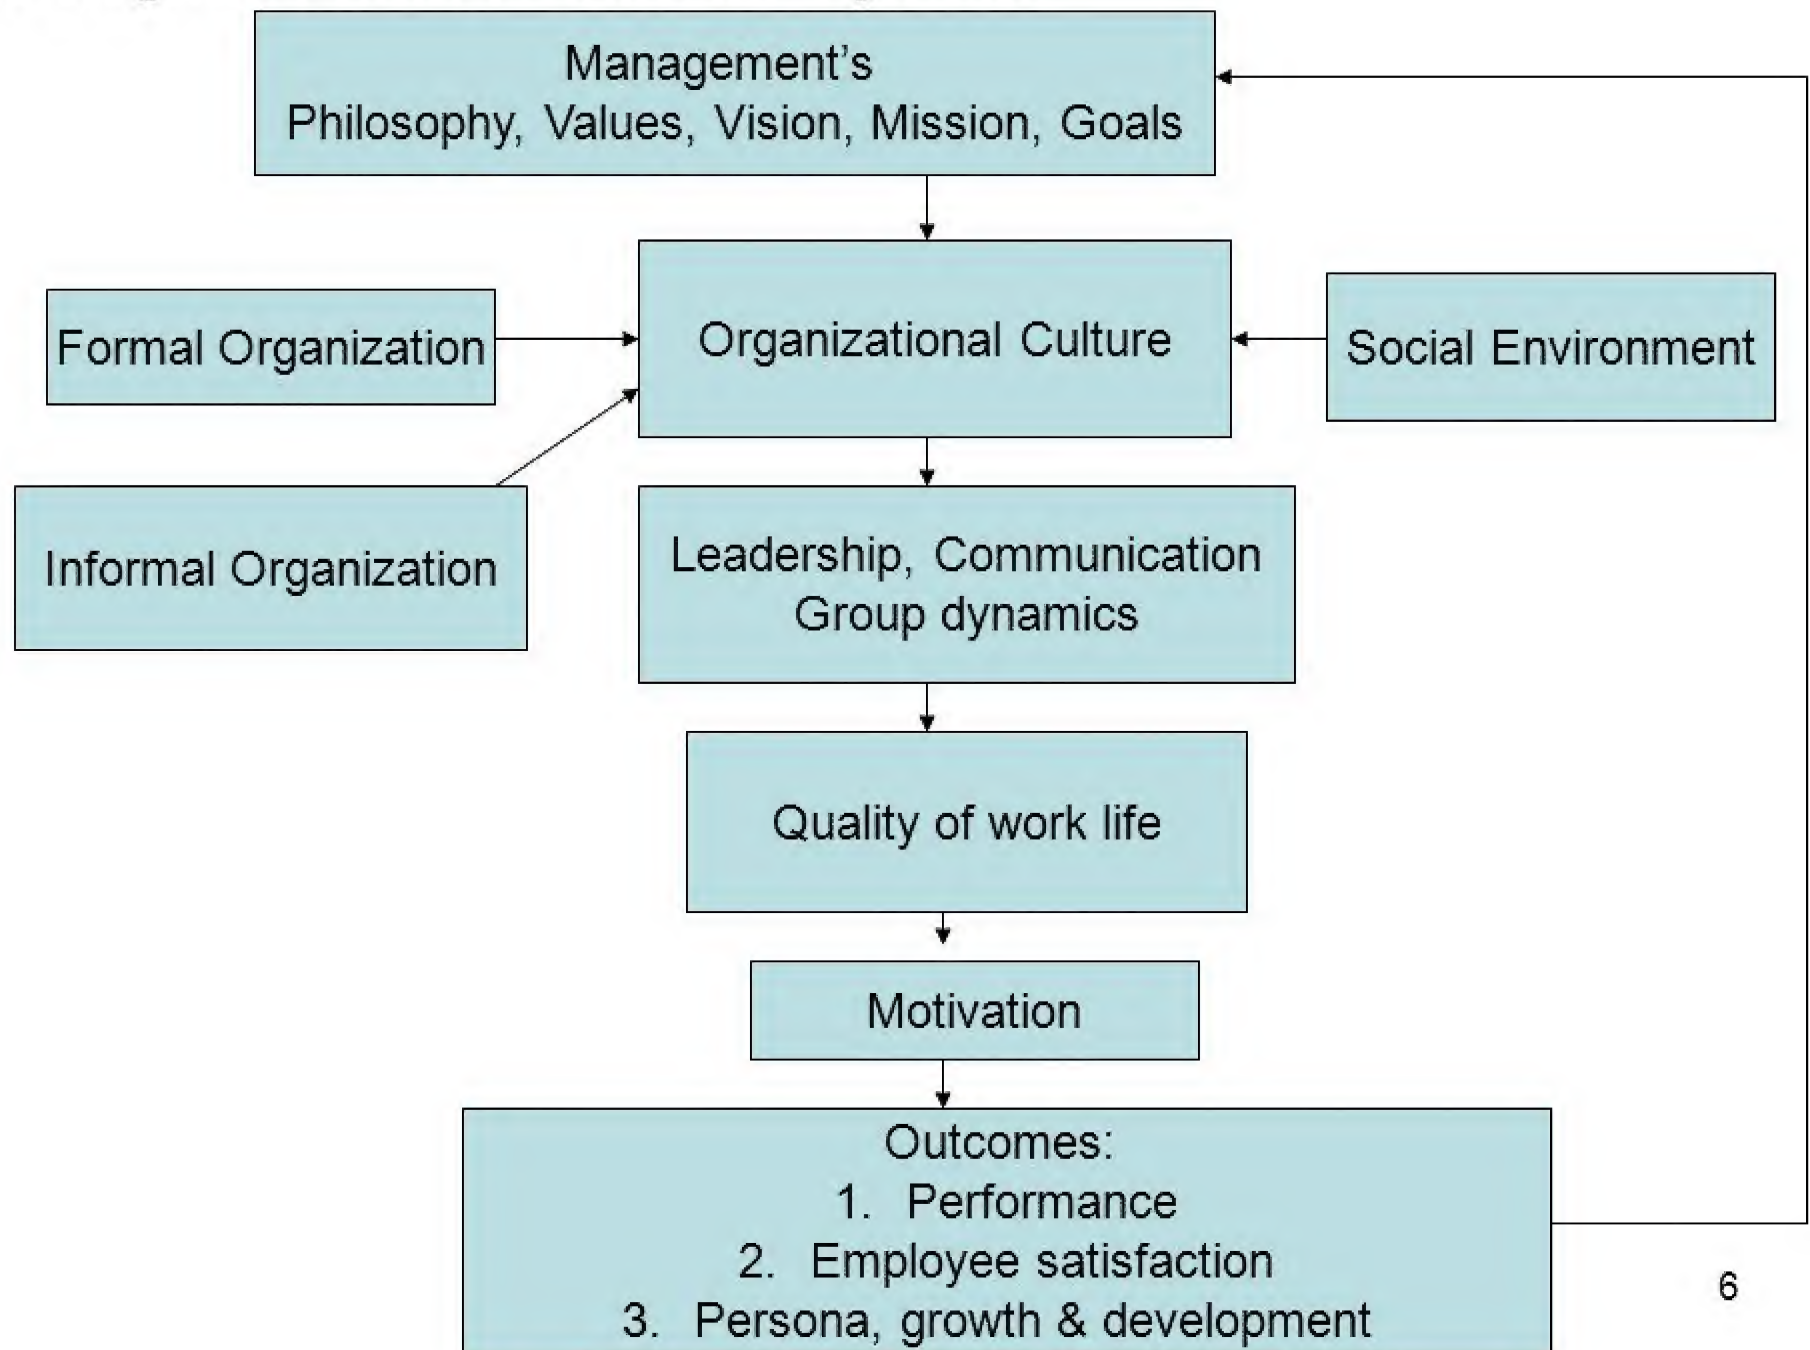 Management's
Philosophy, Values, Vision, Mission, Goals
Formal Organization
Organizational Culture
Social Environment
Informal Organization
Leadership, Communication
Group dynamics
Quality of work life
Motivation
Outcomes:
1. Performance
2. Employee satisfaction
3. Persona, growth & development
6